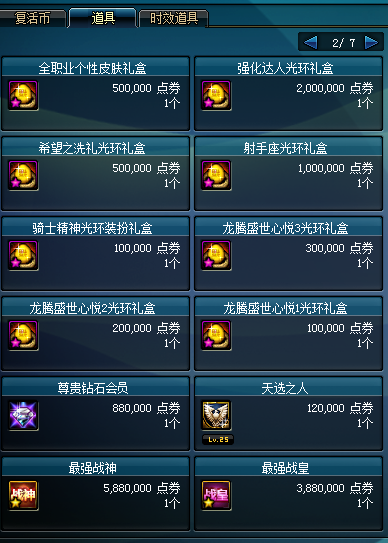 复活币 道具 时效道具
2/ 7
全职业个性皮肤礼盒
500,000 点券
1个
强化达人光环礼盒
2,000,000 点券
1个
希望之洗礼光环礼盒
500,000 点券
1个
射手座光环礼盒
1,000,000 点券
1个
骑士精神光环装扮礼盒
100,000 点券
1个
龙腾盛世心悦3光环礼盒
300,000 点券
1个
龙腾盛世心悦2光环礼盒
200,000 点券
1个
龙腾盛世心悦1光环礼盒
100,000 点券
1个
尊贵钻石会员
880,000 点券
1个
天选之人
Lv.25
120,000 点券
1个
最强战神
战神
5,880,000 点券
1个
最强战皇
战皇
3,880,000 点券
1个